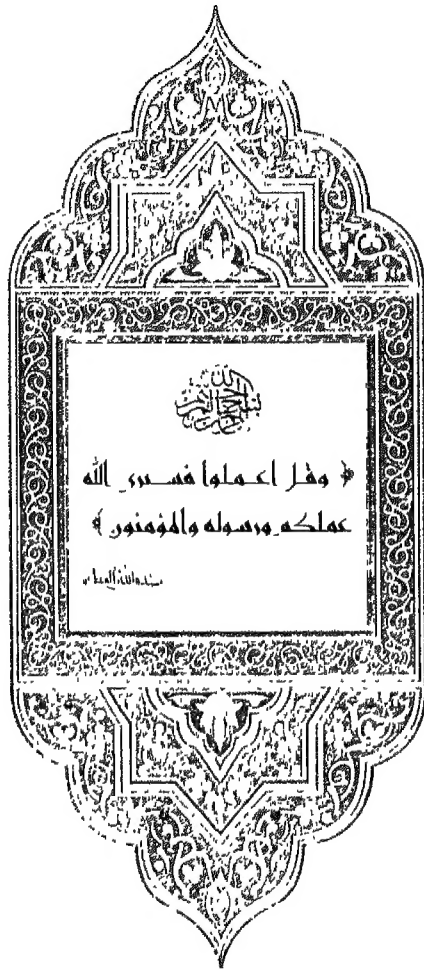 بسم الله الرحمن الرحيم
﴿ وقل اعملوا فسيرى الله
عملكم ورسوله والمؤمنون ﴾
صدق الله العظيم